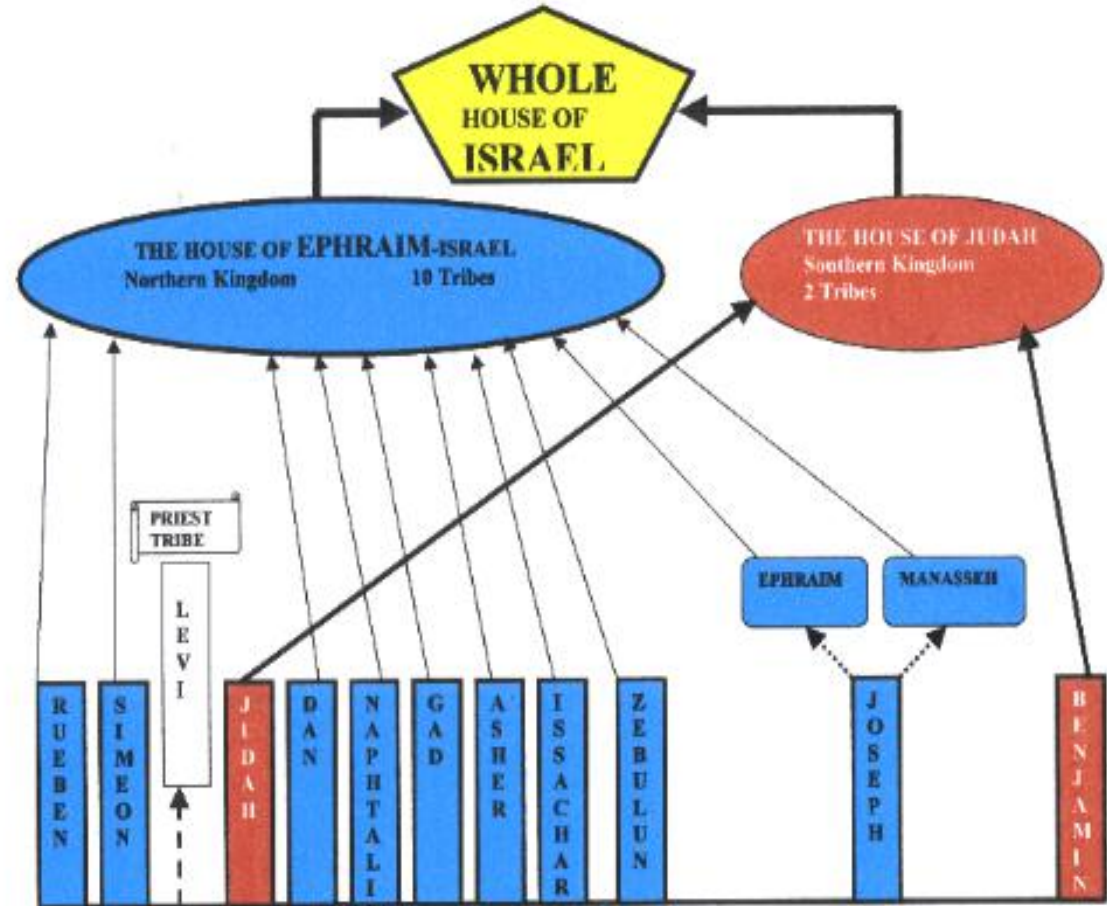 WHOLE
HOUSE OF
ISRAEL
THE HOUSE OF EPHRAIM-ISRAEL
Northern Kingdom 10 Tribes
THE HOUSE OF JUDAH
Southern Kingdom
2 Tribes
PRIEST
TRIBE
EPHRAIM
MANASSEH
RUEBEN
SIMEON
LEVI
JUDAH
DAN
NAPHTALI
GAD
ASHER
ISSACHAR
ZEBULUN
JOSEPH
BENJAMIN